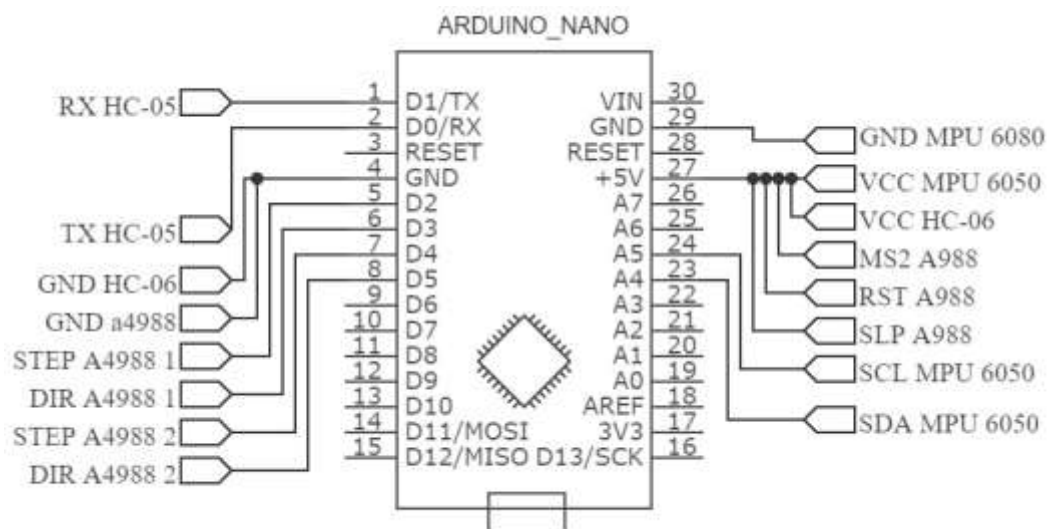 ARDUINO_NANO
RX HC-05
TX HC-05
GND HC-06
GND a4988
STEP A4988 1
DIR A4988 1
STEP A4988 2
DIR A4988 2
1 D1/TX
2 D0/RX
3 RESET
4 GND
5 D2
6 D3
7 D4
8 D5
9 D6
10 D7
11 D8
12 D9
13 D10
14 D11/MOSI
15 D12/MISO
VIN 30
GND 29
RESET 28
+5V 27
A7 26
A6 25
A5 24
A4 23
A3 22
A2 21
A1 20
A0 19
AREF 18
3V3 17
D13/SCK 16
GND MPU 6080
VCC MPU 6050
VCC HC-06
MS2 A988
RST A988
SLP A988
SCL MPU 6050
SDA MPU 6050